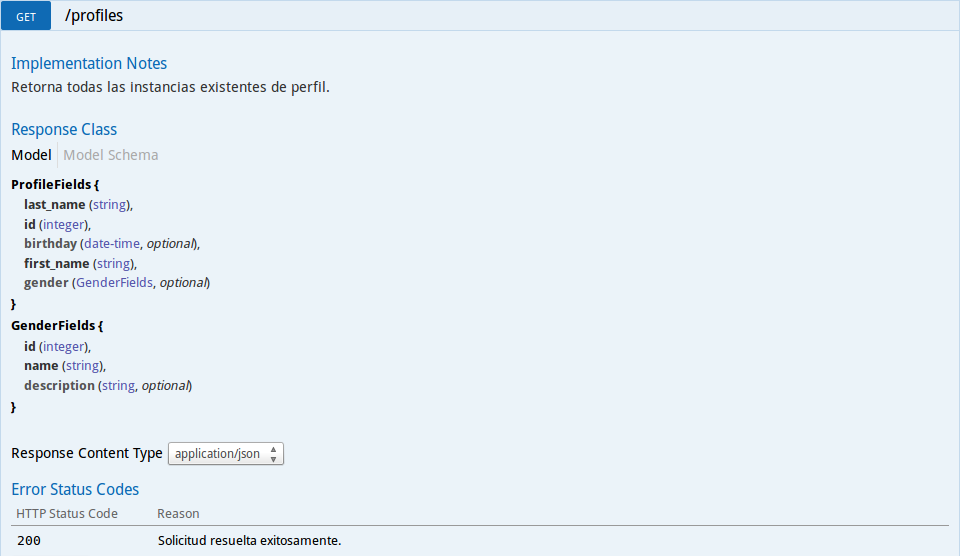 GET /profiles
Implementation Notes
Retorna todas las instancias existentes de perfil.
Response Class
Model Model Schema
ProfileFields {
last_name (string),
id (integer),
birthday (date-time, optional),
first_name (string),
gender (GenderFields, optional)
}
GenderFields {
id (integer),
name (string),
description (string, optional)
}
Response Content Type application/json
Error Status Codes
HTTP Status Code Reason
200 Solicitud resuelta exitosamente.